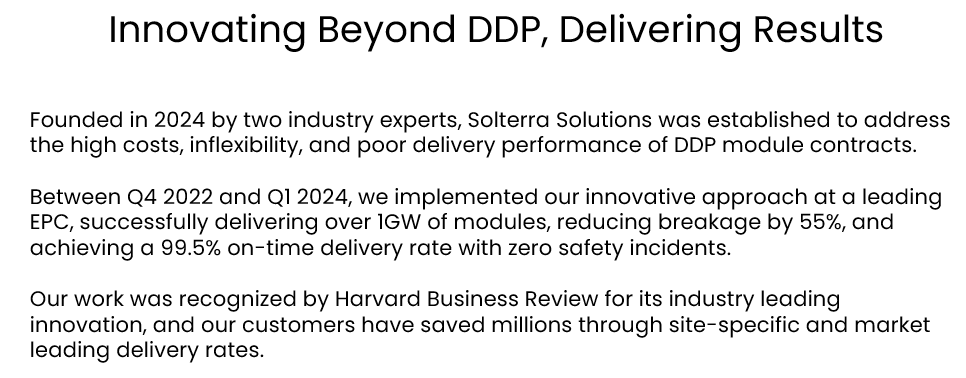 Innovating Beyond DDP, Delivering Results
Founded in 2024 by two industry experts, Solterra Solutions was established to address
the high costs, inflexibility, and poor delivery performance of DDP module contracts.
Between Q4 2022 and Q1 2024, we implemented our innovative approach at a leading
EPC, successfully delivering over 1GW of modules, reducing breakage by 55%, and
achieving a 99.5% on-time delivery rate with zero safety incidents.
Our work was recognized by Harvard Business Review for its industry leading
innovation, and our customers have saved millions through site-specific and market
leading delivery rates.